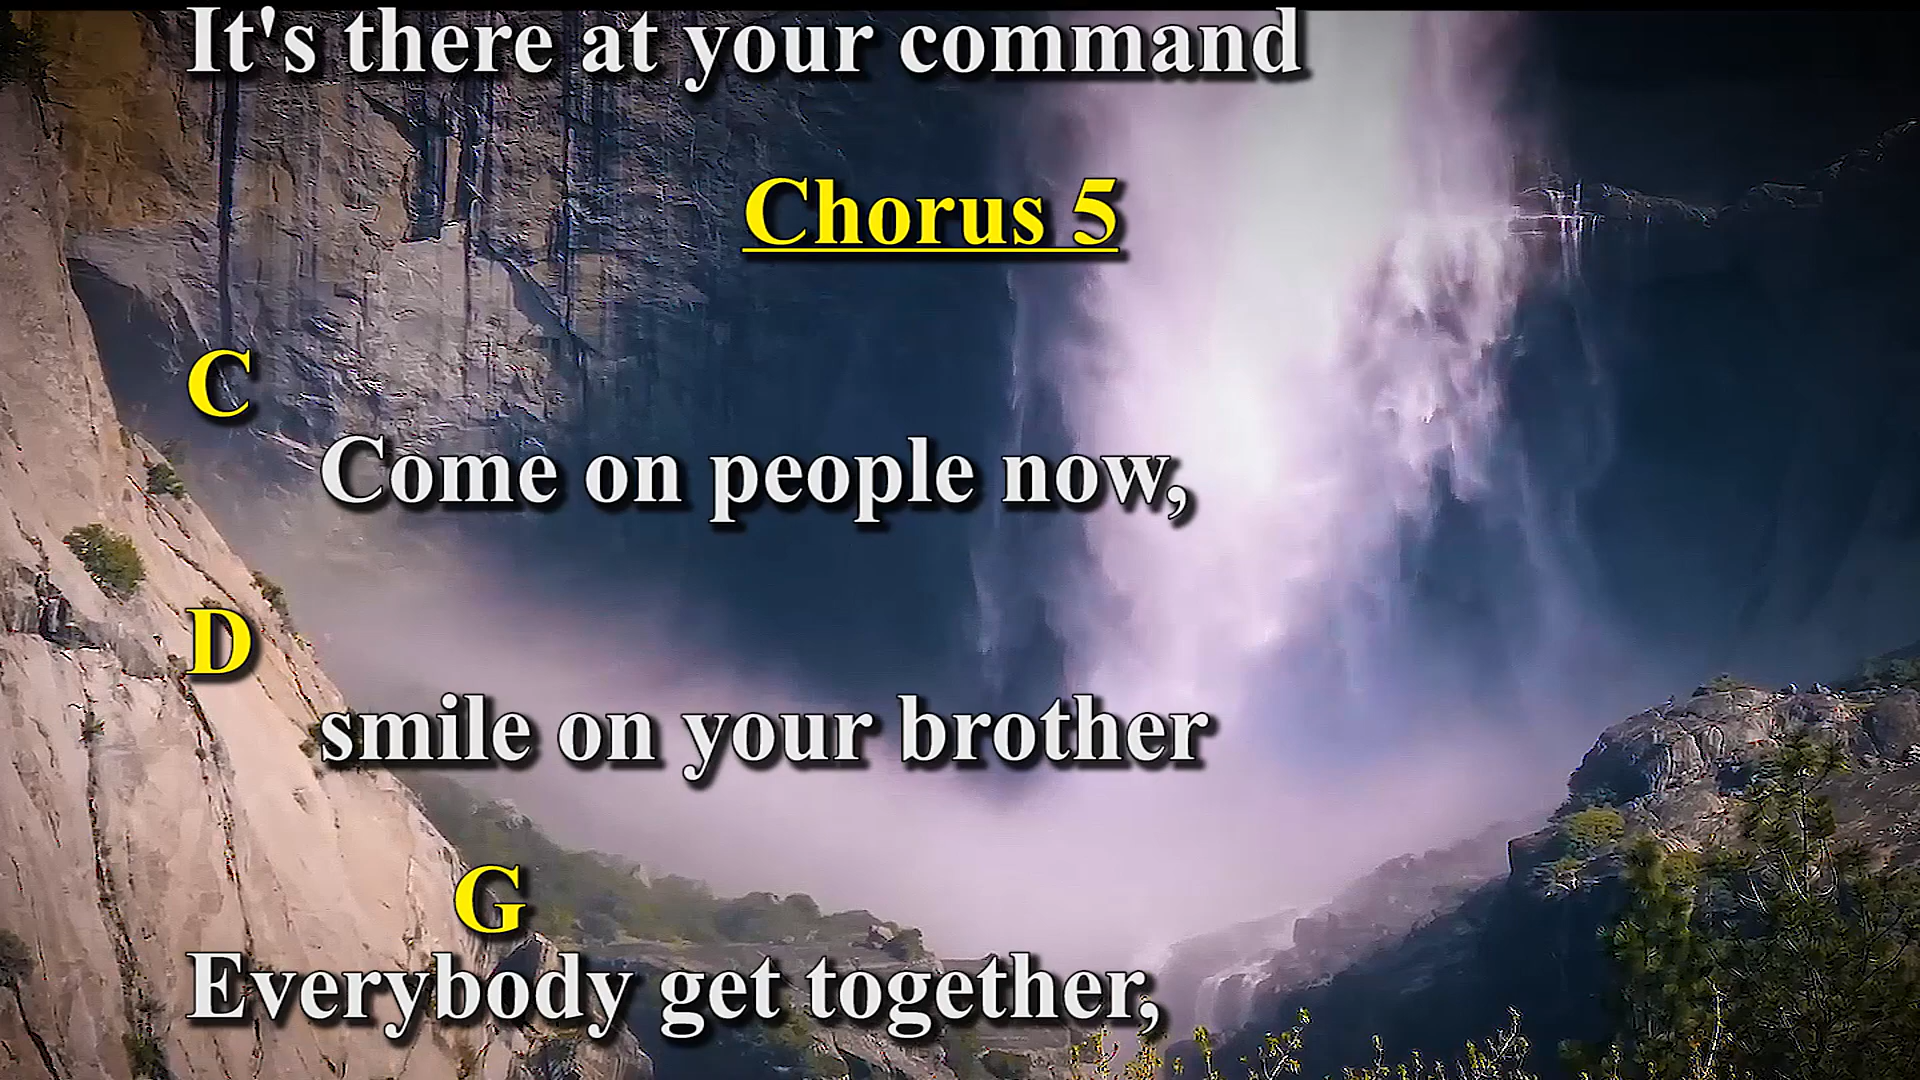 It's there at your command
Chorus 5
C
Come on people now,
D
smile on your brother
G
Everybody get together,